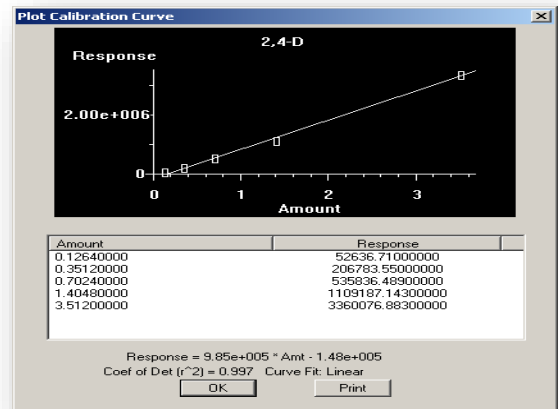 Plot Calibration Curve
2,4-D
Response
2.00e+006
0
0 1 2 3
Amount
Amount Response
0.12640000 52636.71000000
0.35120000 206783.55000000
0.70240000 535836.48900000
1.40480000 1109187.14300000
3.51200000 3360076.88300000
Response = 9.85e+005 * Amt - 1.48e+005
Coef of Det (r^2) = 0.997 Curve Fit: Linear
OK Print